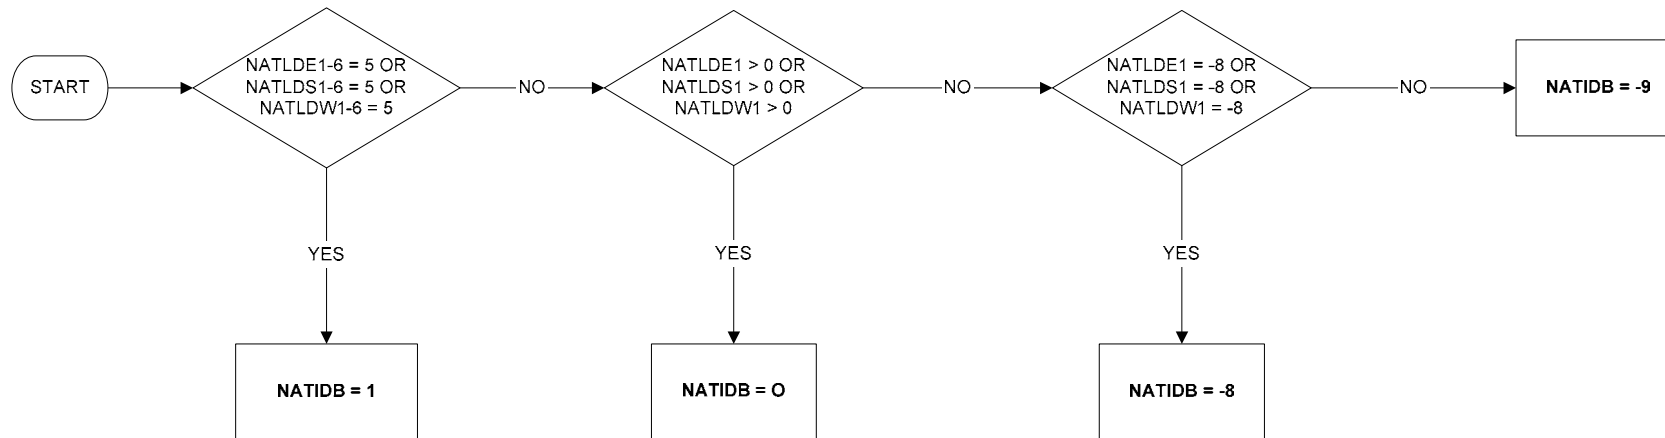 START
NATLDE1-6 = 5 OR
NATLDS1-6 = 5 OR
NATLDW1-6 = 5
NO
NATLDE1 > 0 OR
NATLDS1 > 0 OR
NATLDW1 > 0
NO
NATLDE1 = -8 OR
NATLDS1 = -8 OR
NATLDW1 = -8
NO
NATIDB = -9
YES
YES
YES
NATIDB = 1
NATIDB = O
NATIDB = -8